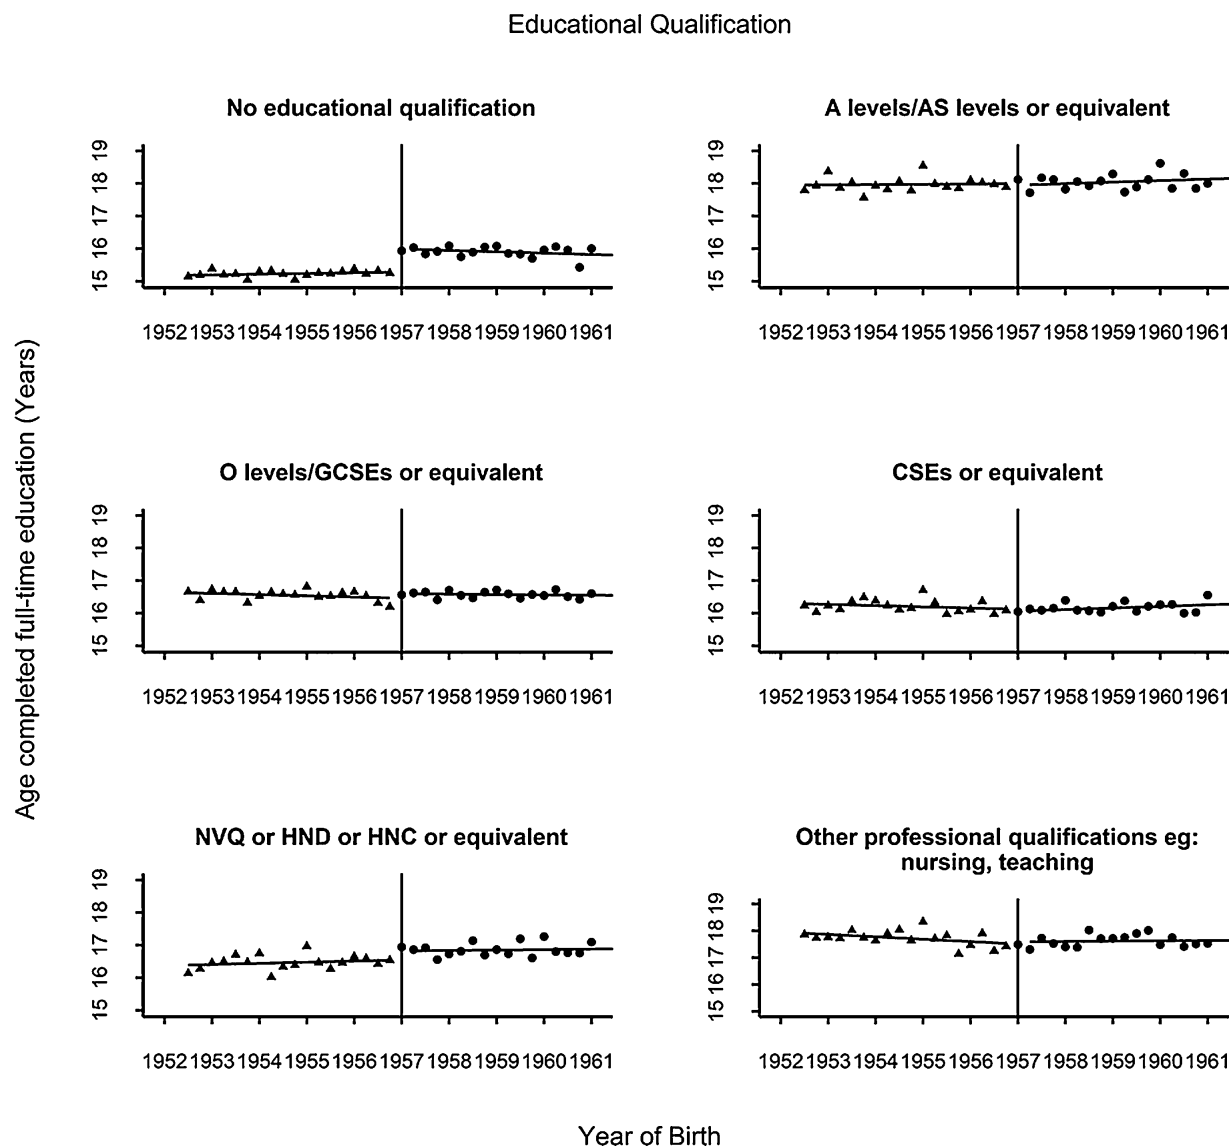 Educational Qualification
No educational qualification
19
18
17
16
15
1952 1953 1954 1955 1956 1957 1958 1959 1960 1961
A levels/AS levels or equivalent
19
18
17
16
15
1952 1953 1954 1955 1956 1957 1958 1959 1960 1961
Age completed full-time education (Years)
O levels/GCSEs or equivalent
19
18
17
16
15
1952 1953 1954 1955 1956 1957 1958 1959 1960 1961
CSEs or equivalent
19
18
17
16
15
1952 1953 1954 1955 1956 1957 1958 1959 1960 1961
NVQ or HND or HNC or equivalent
19
18
17
16
15
1952 1953 1954 1955 1956 1957 1958 1959 1960 1961
Other professional qualifications eg:
nursing, teaching
19
18
17
16
15
1952 1953 1954 1955 1956 1957 1958 1959 1960 1961
Year of Birth